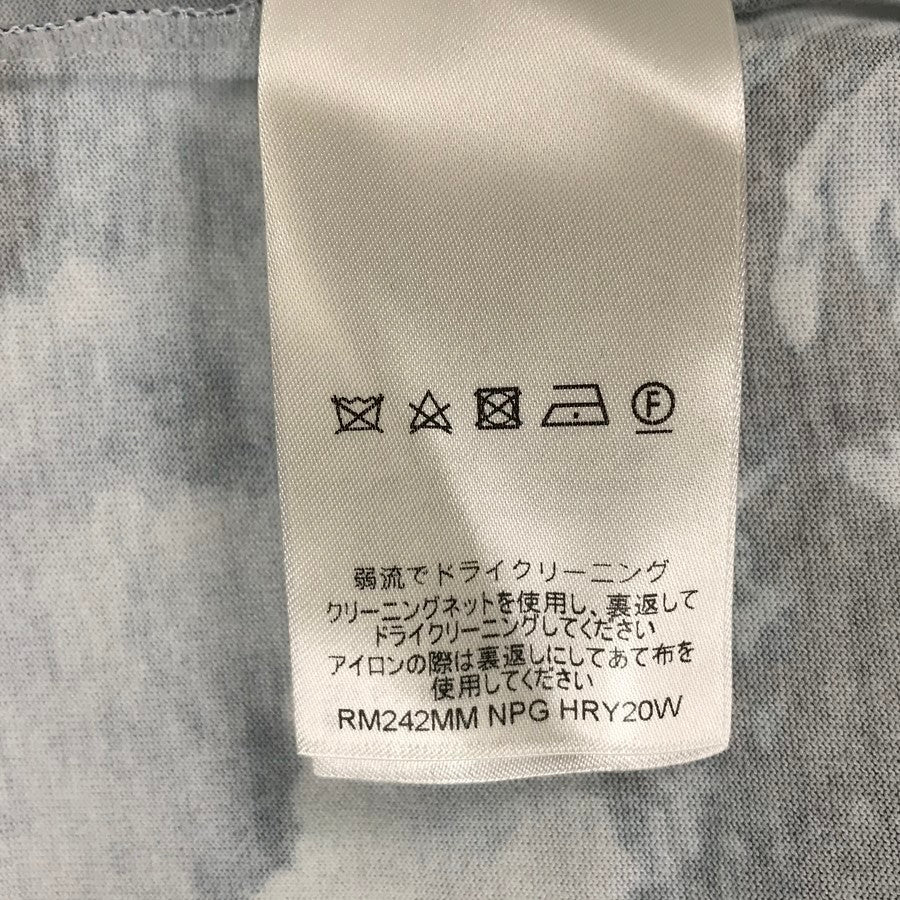 F
弱流でドライクリーニング
クリーニングネットを使用し、裏返して
ドライクリーニングしてください
アイロンの際は裏返しにしてあて布を
使用してください
RM242MM NPG HRY20W